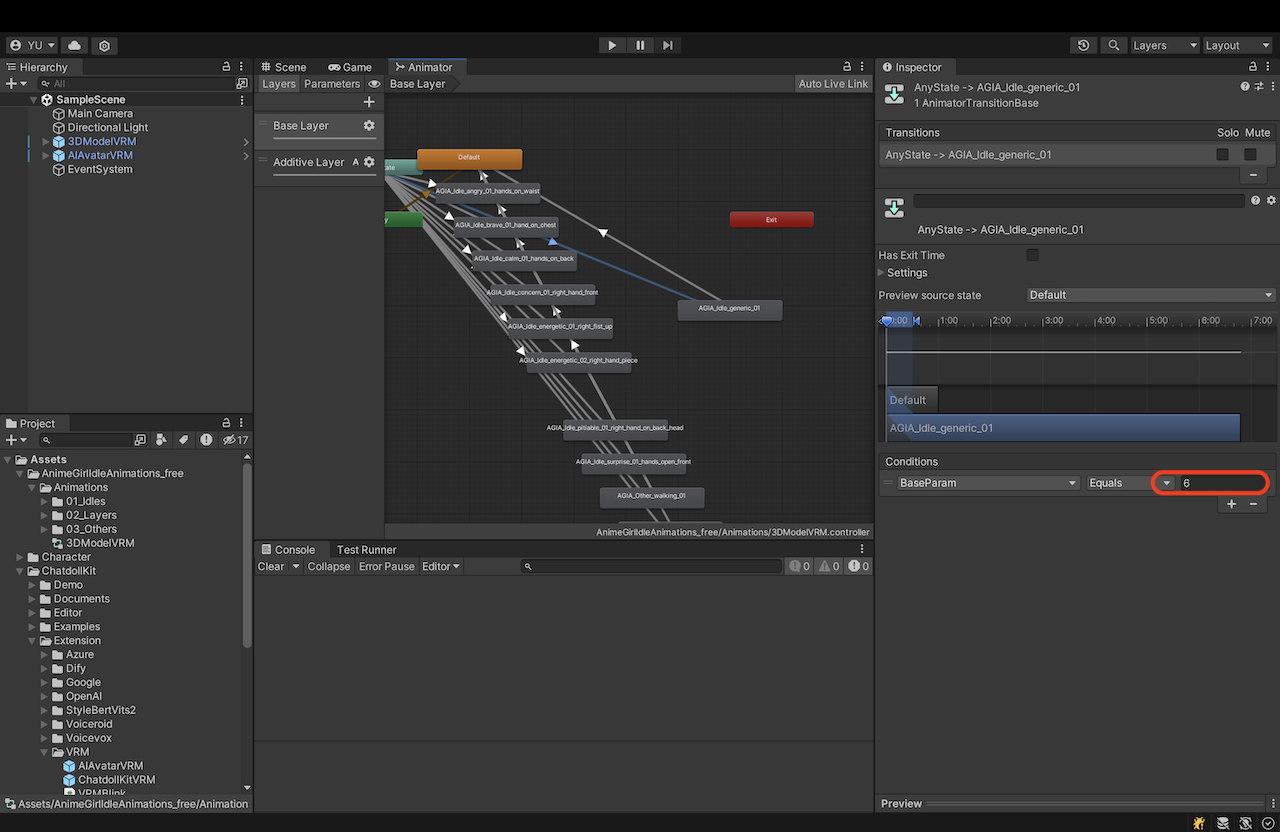 YU
Layers
Layout
Hierarchy
All
SampleScene
Main Camera
Directional Light
3DModelVRM
AIAvatarVRM
EventSystem
Scene
Game
Animator
Layers
Parameters
Base Layer
Auto Live Link
Base Layer
Additive Layer
A
Default
AGIA_Idle_angry_01_hands_on_waist
AGIA_Idle_brave_01_hand_on_chest
Exit
AGIA_Idle_calm_01_hands_on_back
AGIA_Idle_concern_01_right_hand_front
AGIA_Idle_generic_01
AGIA_Idle_energetic_01_right_fist_up
AGIA_Idle_energetic_02_right_hand_piece
AGIA_Idle_pitiable_01_right_hand_on_back_head
AGIA_Idle_surprise_01_hands_open_front
AGIA_Other_walking_01
AnimeGirlIdleAnimations_free/Animations/3DModelVRM.controller
Inspector
AnyState -> AGIA_Idle_generic_01
1 AnimatorTransitionBase
Transitions
Solo
Mute
AnyState -> AGIA_Idle_generic_01
AnyState -> AGIA_Idle_generic_01
Has Exit Time
Settings
Preview source state
Default
0:00
1:00
2:00
3:00
4:00
5:00
6:00
7:00
Default
AGIA_Idle_generic_01
Conditions
BaseParam
Equals
6
Preview
Project
17
Assets
AnimeGirlIdleAnimations_free
Animations
01_Idles
02_Layers
03_Others
3DModelVRM
Character
ChatdollKit
Demo
Documents
Editor
Examples
Extension
Azure
Dify
Google
OpenAI
StyleBertVits2
Voiceroid
Voicevox
VRM
AIAvatarVRM
ChatdollKitVRM
VRMBlink
Assets/AnimeGirlIdleAnimations_free/Animation
Console
Test Runner
Clear
Collapse
Error Pause
Editor
0
0
0